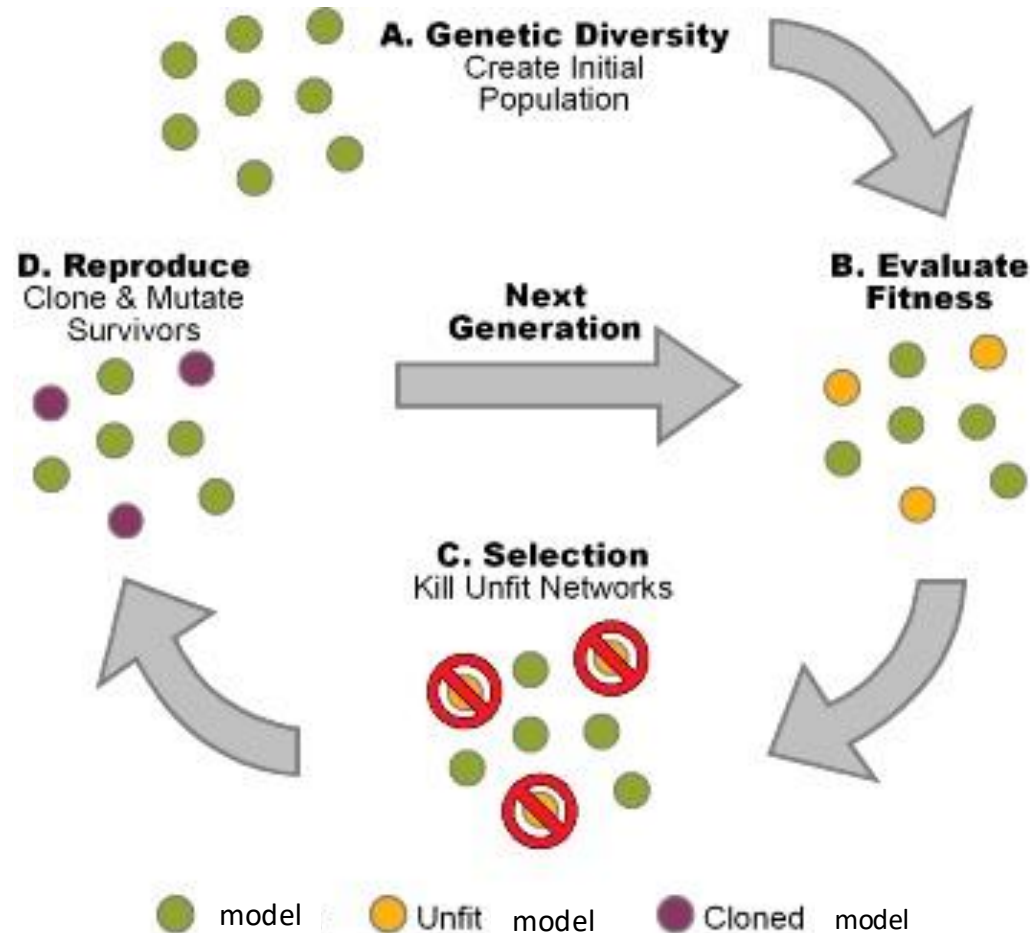 A. Genetic Diversity
Create Initial
Population
D. Reproduce
Clone & Mutate
Survivors
Next
Generation
B. Evaluate
Fitness
C. Selection
Kill Unfit Networks
model
Unfit model
Cloned model